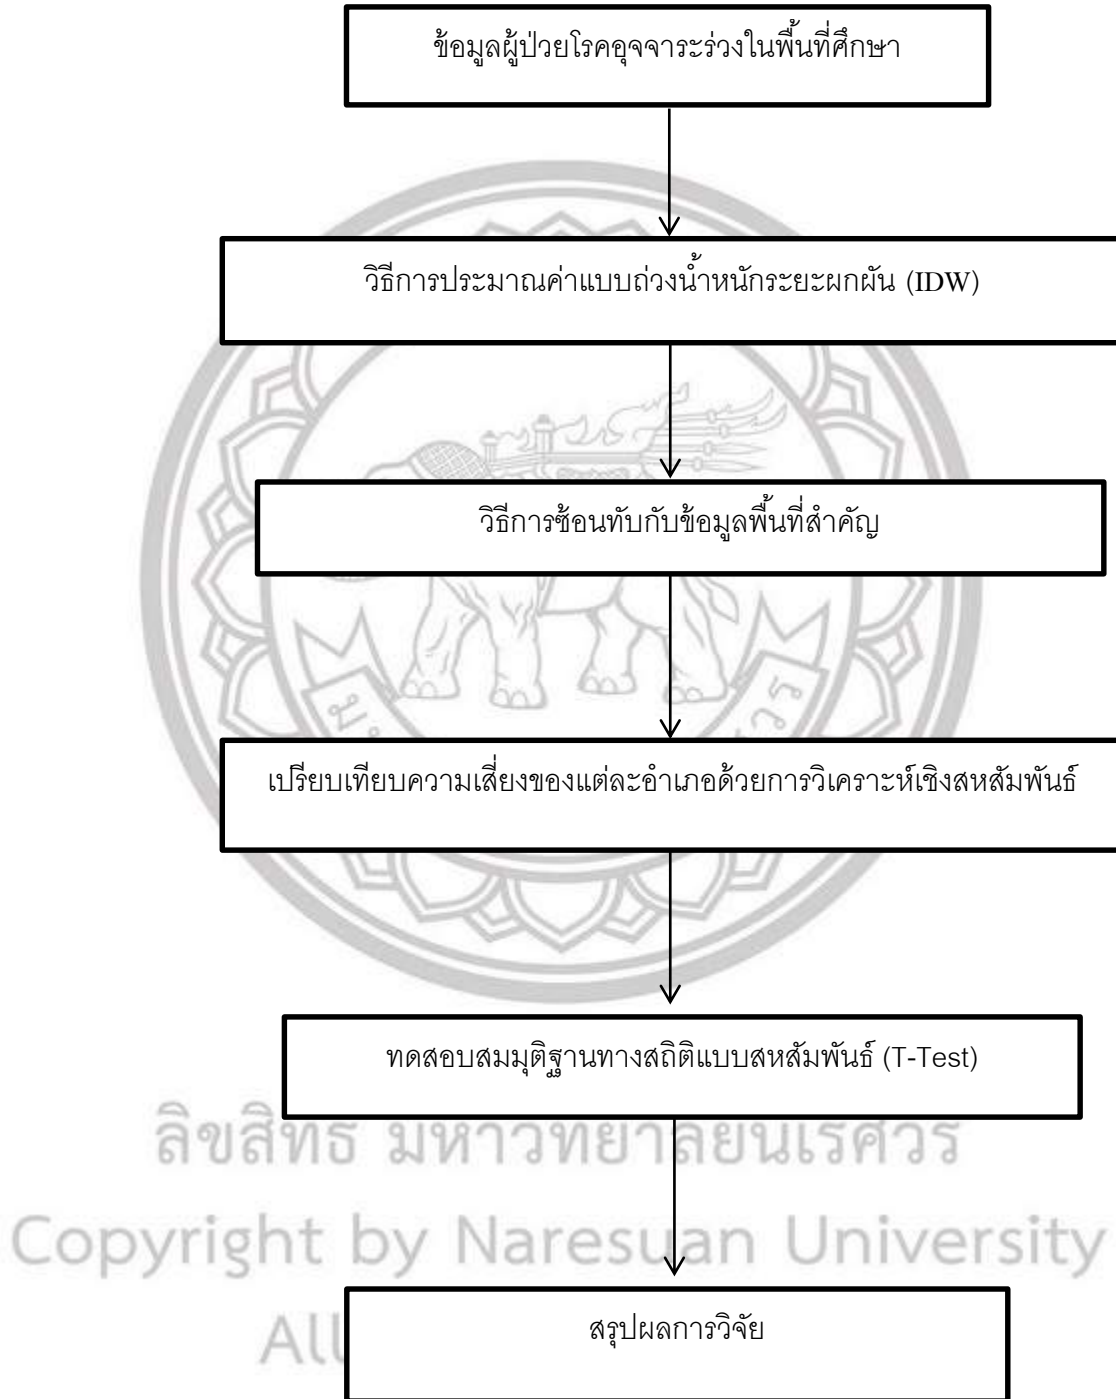 ข้อมูลผู้ป่วยโรคอุจจาระร่วงในพื้นที่ศึกษา
วิธีการประมาณค่าแบบถ่วงน้ำหนักระยะผกผัน (IDW)
วิธีการซ้อนทับกับข้อมูลพื้นที่สำคัญ
เปรียบเทียบความเสี่ยงของแต่ละอำเภอด้วยการวิเคราะห์เชิงสหสัมพันธ์
ทดสอบสมมุติฐานทางสถิติแบบสหสัมพันธ์ (T-Test)
ลิขสิทธิ์ มหาวิทยาลัยนเรศวร
Copyright by Naresuan University
All
สรุปผลการวิจัย